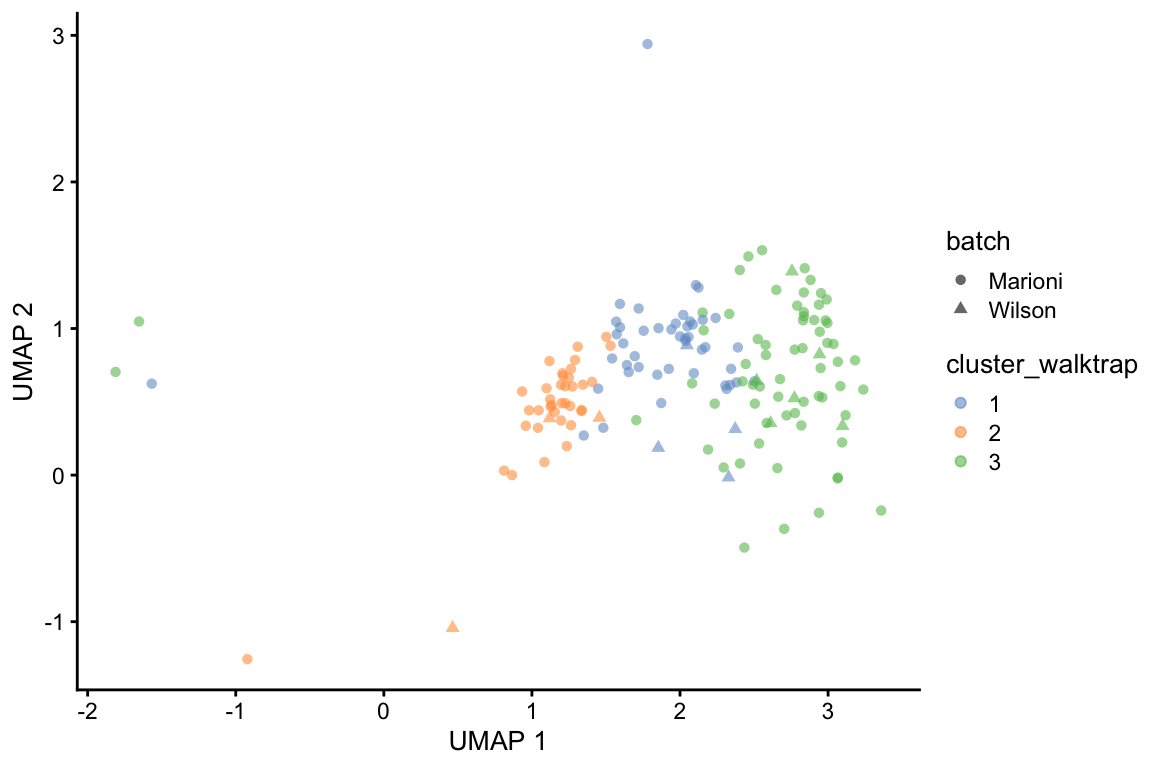 3
2
1
0
-1
-2 -1 0 1 2 3
UMAP 1
UMAP 2
batch
Marioni
Wilson
cluster_walktrap
1
2
3